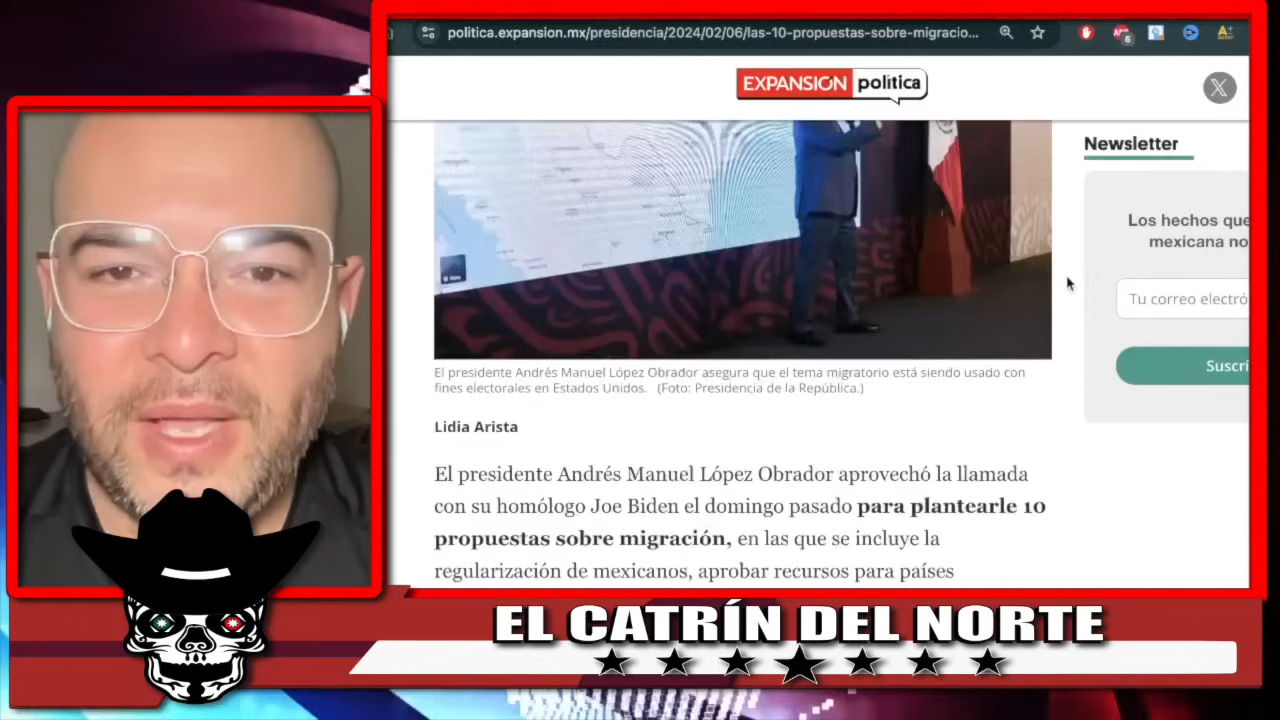 politica.expansion.mx/presidencia/2024/02/06/las-10-propuestas-sobre-migracio...
6
EXPANSIÓN política
Newsletter
Los hechos que
mexicana no
Tu correo electró
Suscri
El presidente Andrés Manuel López Obrador asegura que el tema migratorio está siendo usado con
fines electorales en Estados Unidos. (Foto: Presidencia de la República.)
Lidia Arista
El presidente Andrés Manuel López Obrador aprovechó la llamada
con su homólogo Joe Biden el domingo pasado para plantearle 10
propuestas sobre migración, en las que se incluye la
regularización de mexicanos, aprobar recursos para países
EL CATRÍN DEL NORTE